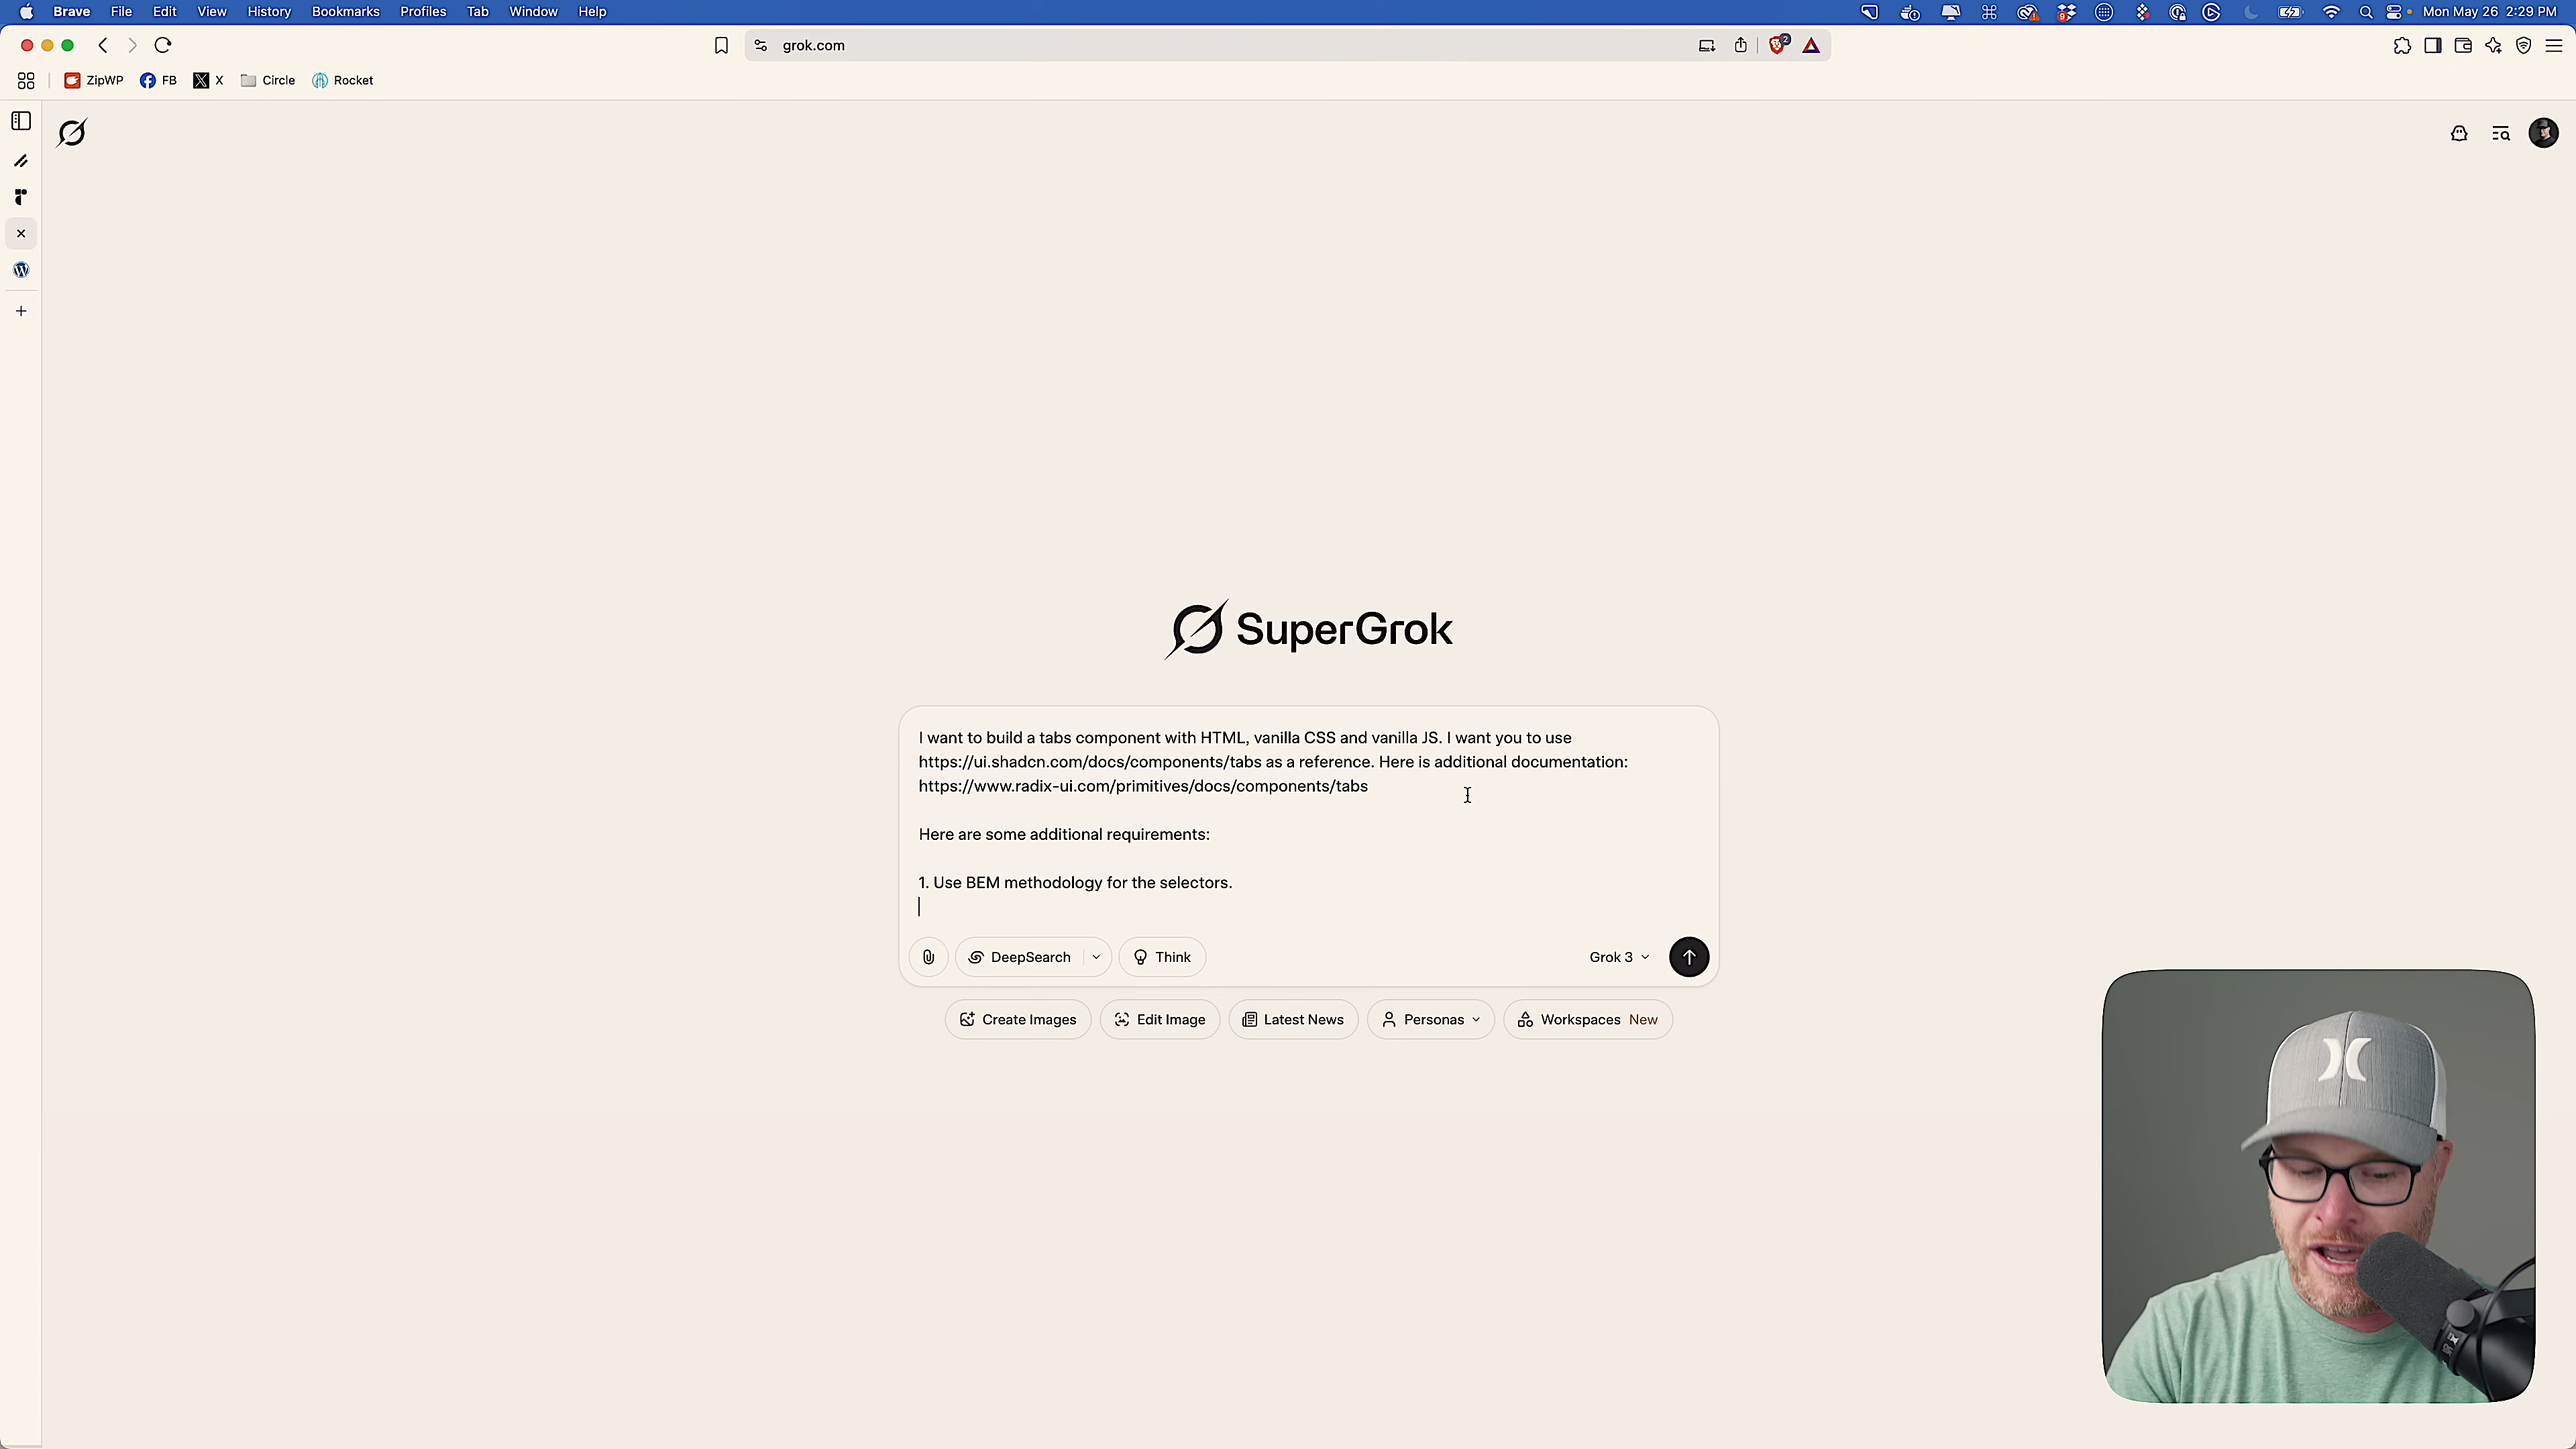 Brave File Edit View History Bookmarks Profiles Tab Window Help
9
Mon May 26 2:29 PM
grok.com
2
ZipWP FB X Circle Rocket
SuperGrok
I want to build a tabs component with HTML, vanilla CSS and vanilla JS. I want you to use
https://ui.shadcn.com/docs/components/tabs as a reference. Here is additional documentation:
https://www.radix-ui.com/primitives/docs/components/tabs
Here are some additional requirements:
1. Use BEM methodology for the selectors.
DeepSearch Think Grok 3
Create Images Edit Image Latest News Personas Workspaces New